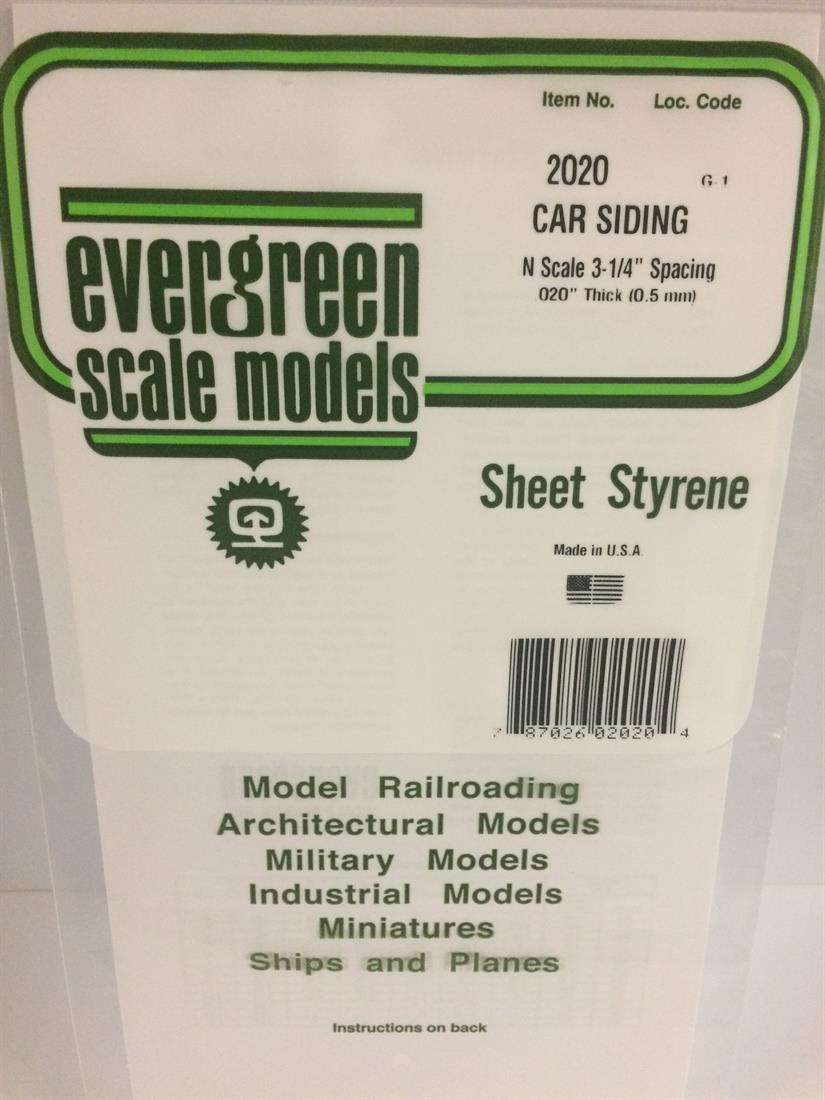 Item No. Loc. Code
2020 G-1
CAR SIDING
N Scale 3-1/4" Spacing
020" Thick (0.5 mm)
evergreen
scale models
Sheet Styrene
Made in U.S.A.
7 87026 02020 4
Model Railroading
Architectural Models
Military Models
Industrial Models
Miniatures
Ships and Planes
Instructions on back